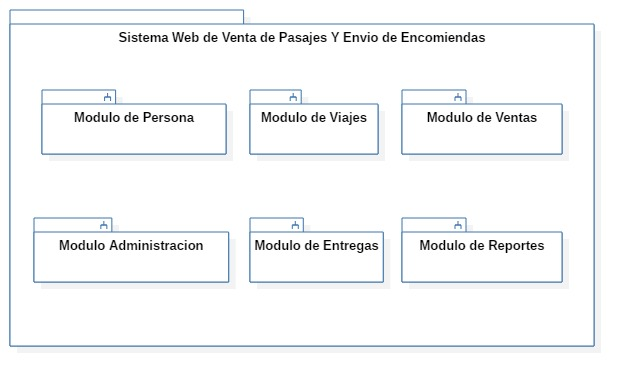 Sistema Web de Venta de Pasajes Y Envio de Encomiendas
Modulo de Persona
Modulo de Viajes
Modulo de Ventas
Modulo Administracion
Modulo de Entregas
Modulo de Reportes